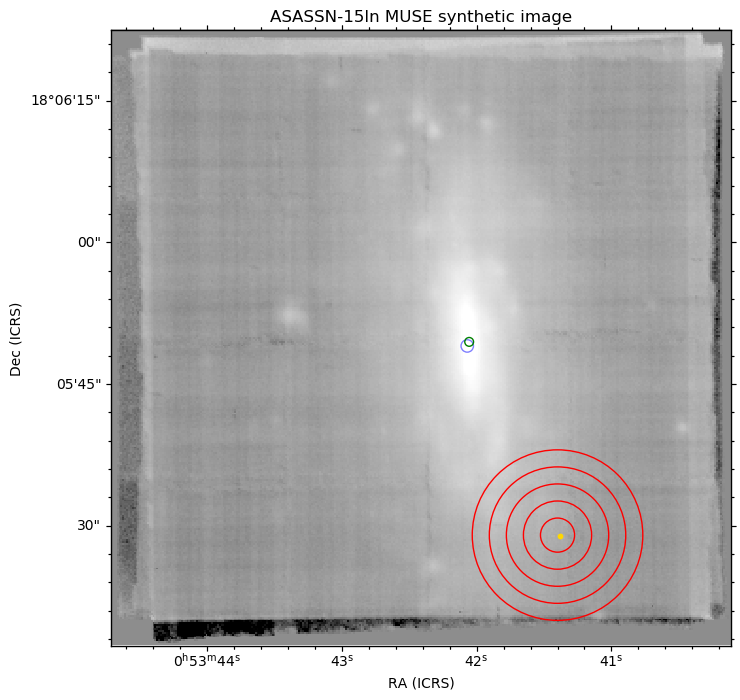 ASASSN-15ln MUSE synthetic image
18°06'15"
00"
05'45"
30"
Dec (ICRS)
0ʰ53ᵐ44ˢ
43ˢ
42ˢ
41ˢ
RA (ICRS)